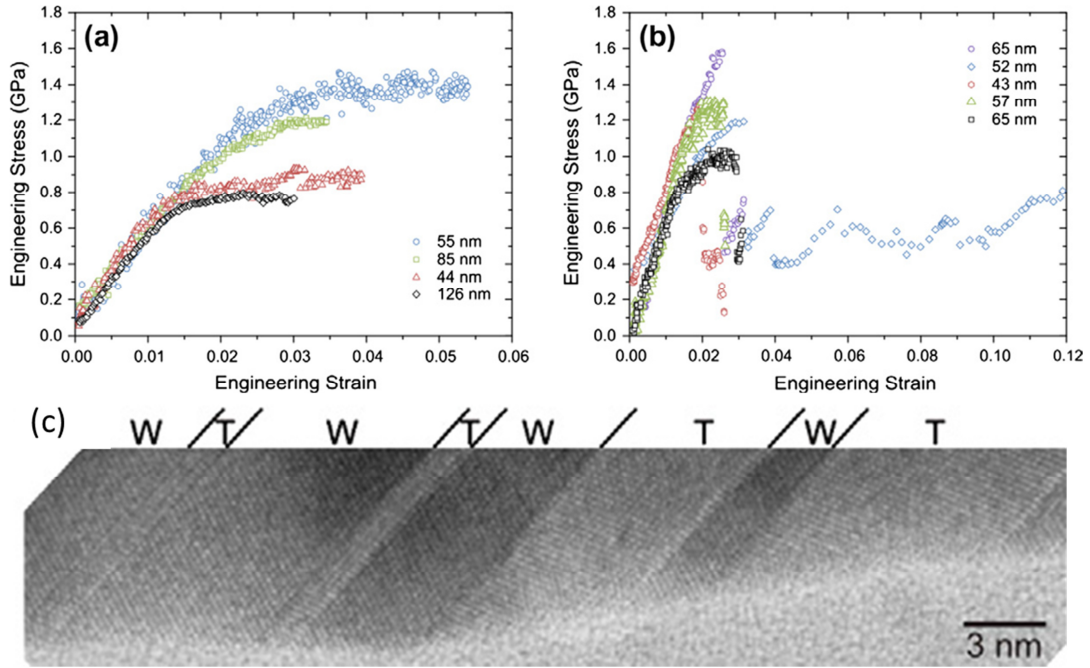 (a)
Engineering Stress (GPa)
1.8
1.6
1.4
1.2
1.0
0.8
0.6
0.4
0.2
0.0
55 nm
85 nm
44 nm
126 nm
0.00 0.01 0.02 0.03 0.04 0.05 0.06
Engineering Strain
(b)
Engineering Stress (GPa)
1.8
1.6
1.4
1.2
1.0
0.8
0.6
0.4
0.2
0.0
65 nm
52 nm
43 nm
57 nm
65 nm
0.00 0.02 0.04 0.06 0.08 0.10 0.12
Engineering Strain
(c)
W T W T W T W T
3 nm